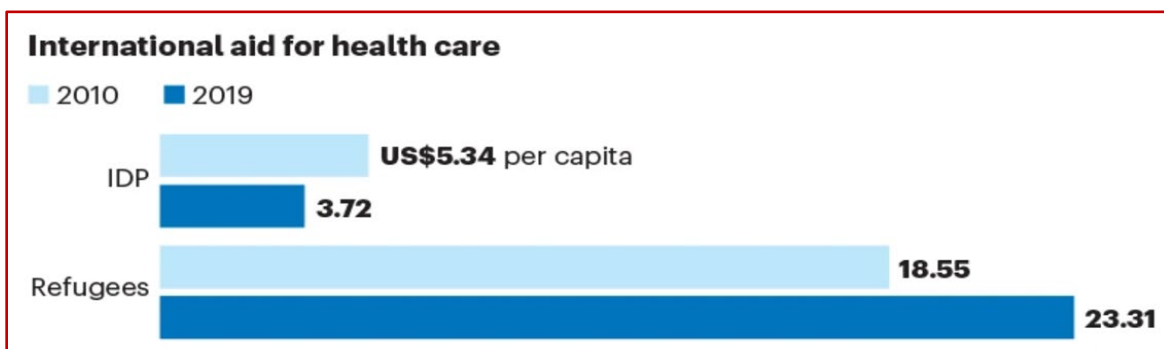 International aid for health care
2010 2019
IDP
US$5.34 per capita
3.72
Refugees
18.55
23.31